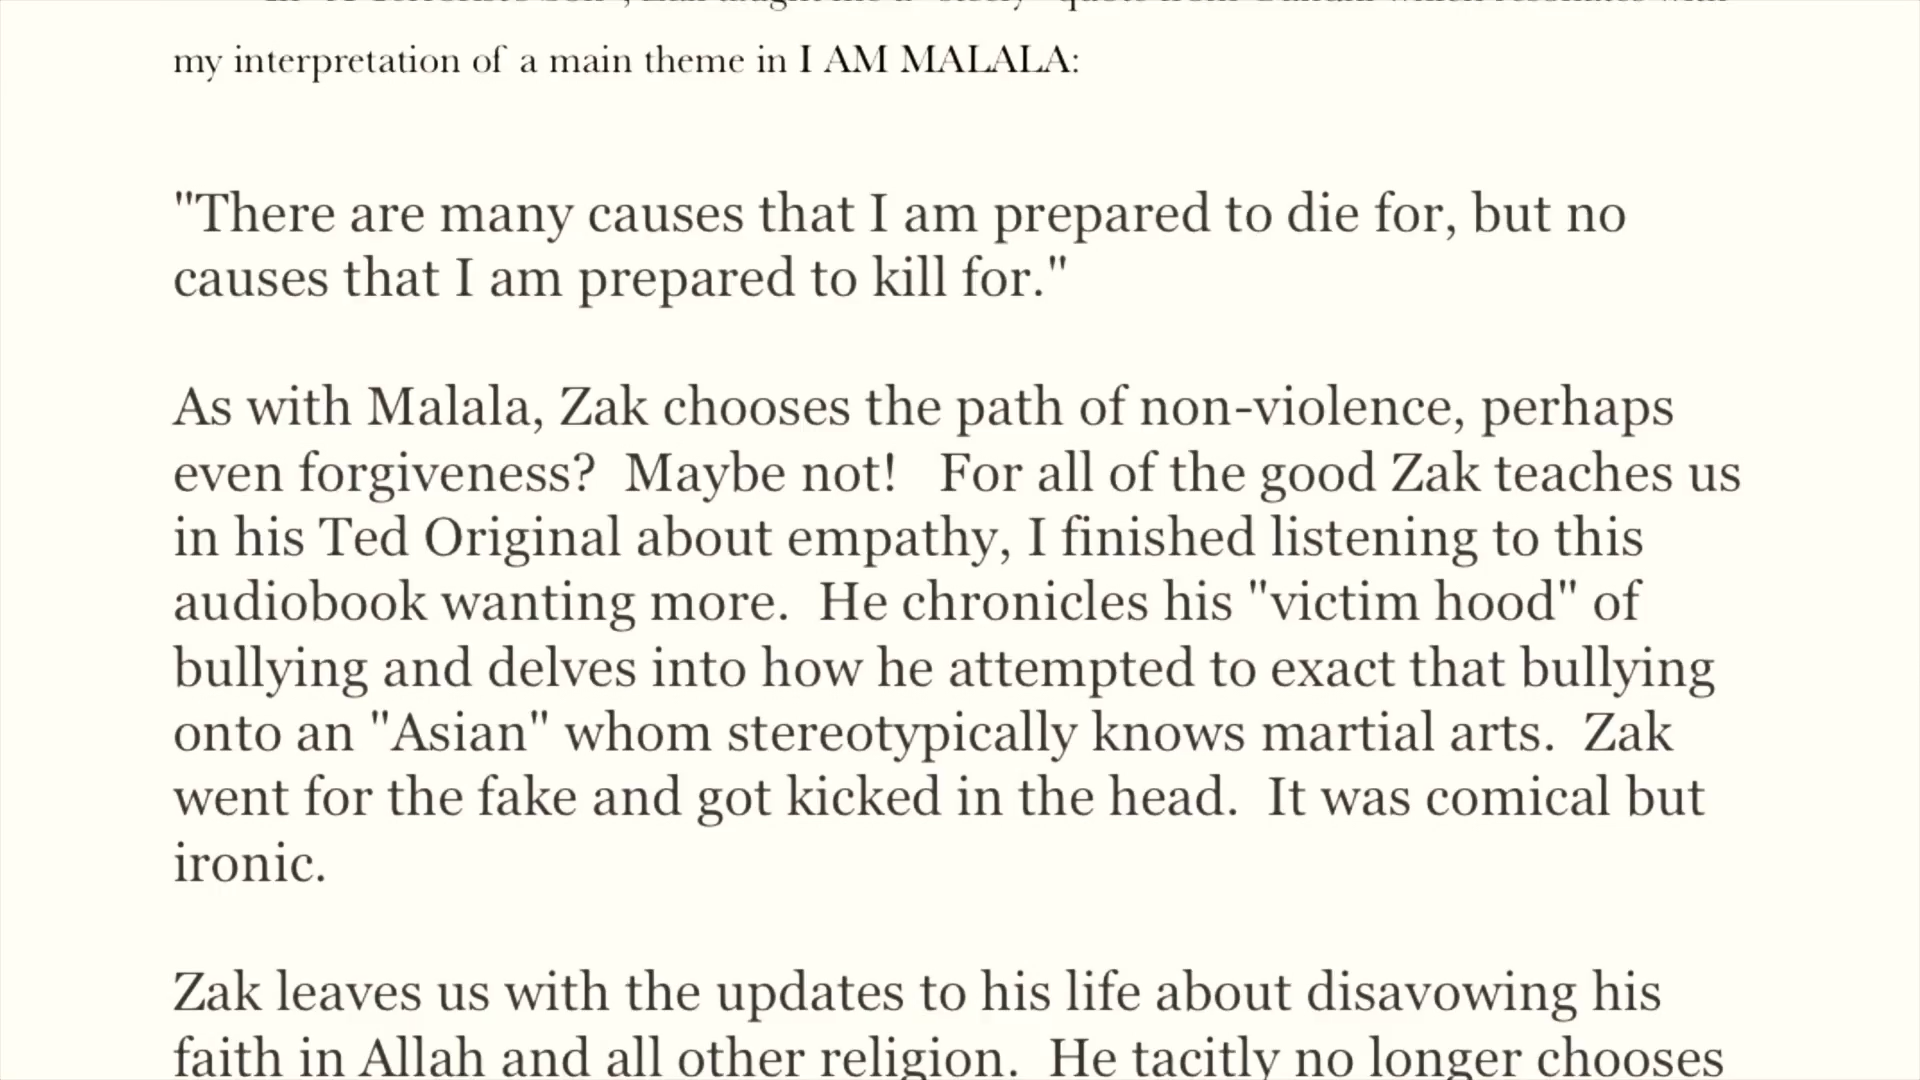 my interpretation of a main theme in I AM MALALA:
"There are many causes that I am prepared to die for, but no
causes that I am prepared to kill for."
As with Malala, Zak chooses the path of non-violence, perhaps
even forgiveness?  Maybe not!   For all of the good Zak teaches us
in his Ted Original about empathy, I finished listening to this
audiobook wanting more.  He chronicles his "victim hood" of
bullying and delves into how he attempted to exact that bullying
onto an "Asian" whom stereotypically knows martial arts.  Zak
went for the fake and got kicked in the head.  It was comical but
ironic.
Zak leaves us with the updates to his life about disavowing his
faith in Allah and all other religion.  He tacitly no longer chooses